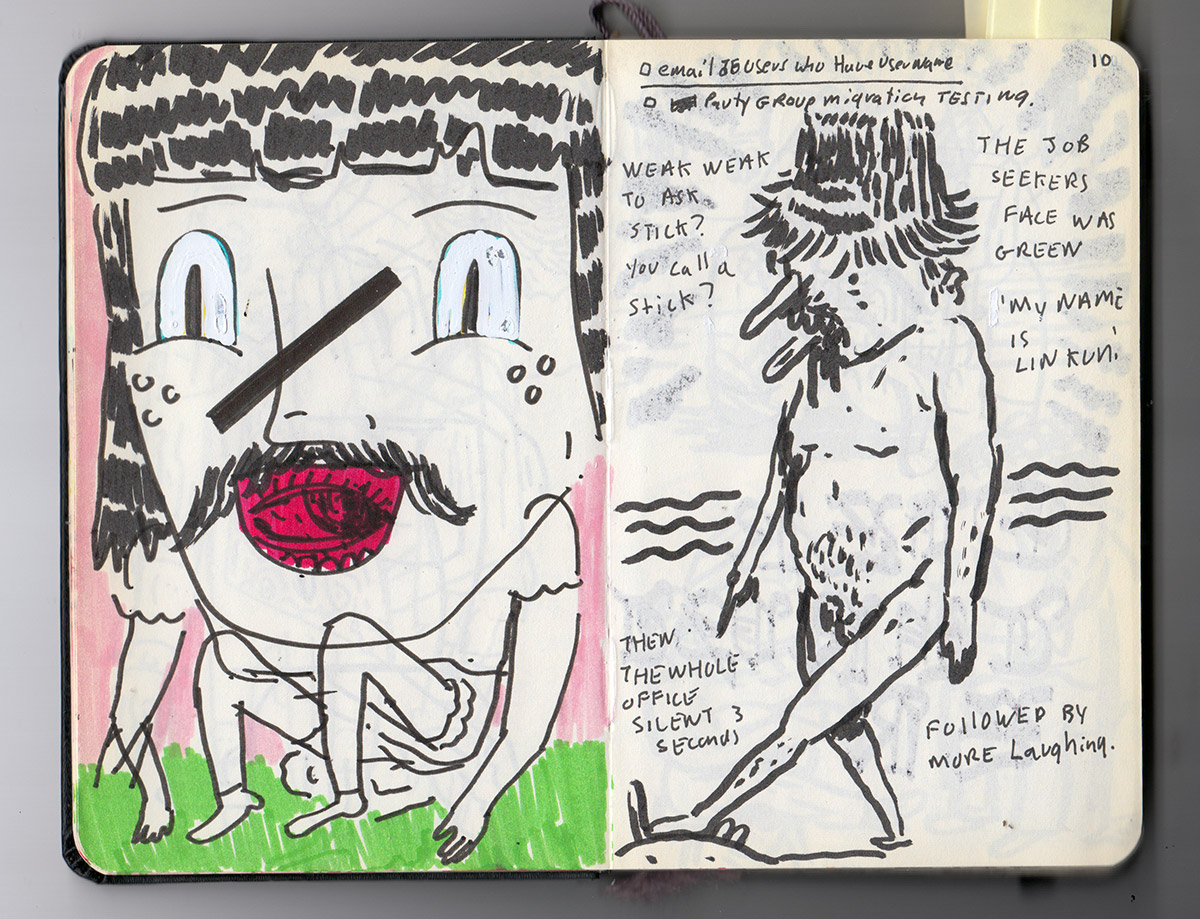 email 36 users who Have username
10
Party GROUP migration TESTING.
WEAK WEAK
TO ASK
STICK?
You call a
Stick?
THE JOB
SEEKERS
FACE WAS
GREEN
'MY NAME
IS
LIN KUN'
THEN
THE WHOLE
OFFICE
SILENT 3
SECONDS
FOLLOWED BY
MORE Laughing.